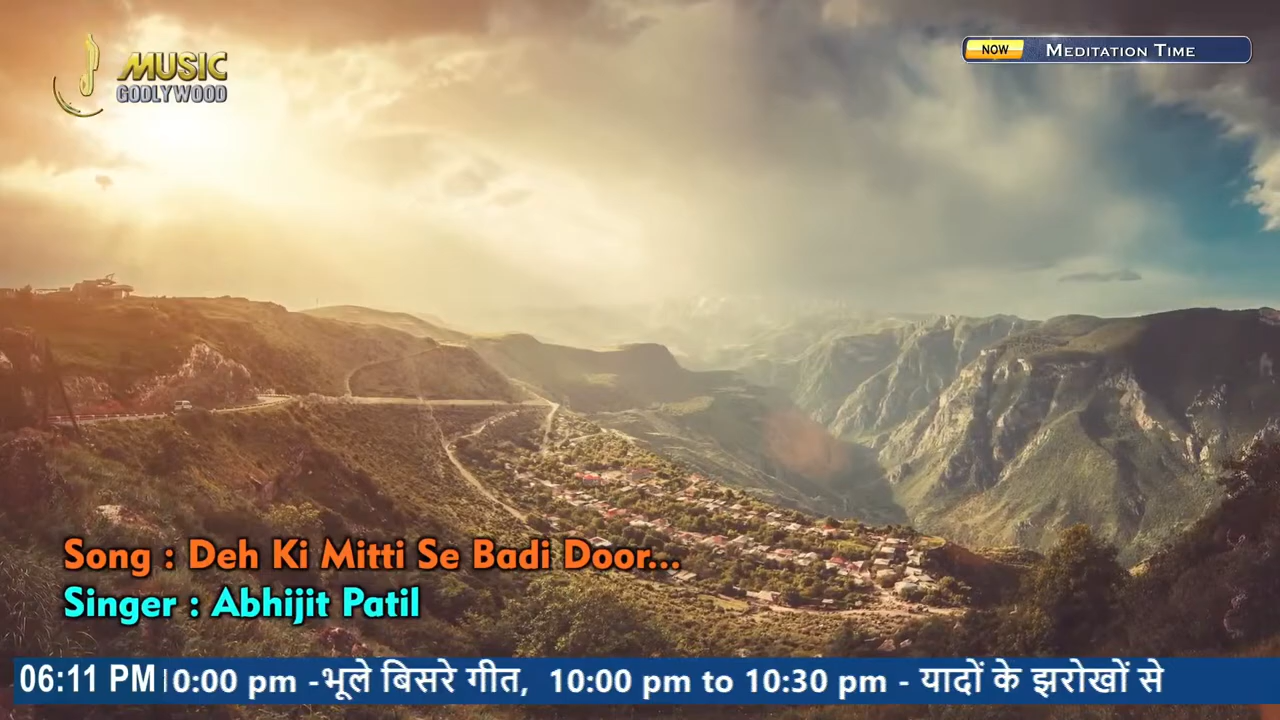 MUSIC
GODLYWOOD
NOW Meditation Time
Song : Deh Ki Mitti Se Badi Door...
Singer : Abhijit Patil
06:11 PM 10:00 pm -भूले बिसरे गीत, 10:00 pm to 10:30 pm - यादों के झरोखों से